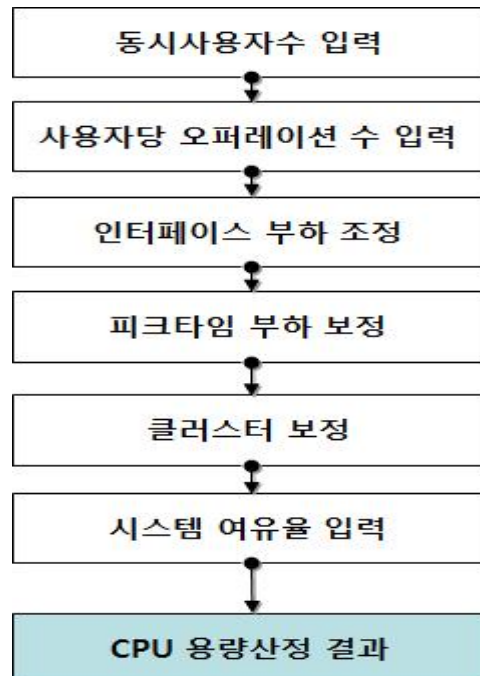 동시사용자수 입력
사용자당 오퍼레이션 수 입력
인터페이스 부하 조정
피크타임 부하 보정
클러스터 보정
시스템 여유율 입력
CPU 용량산정 결과